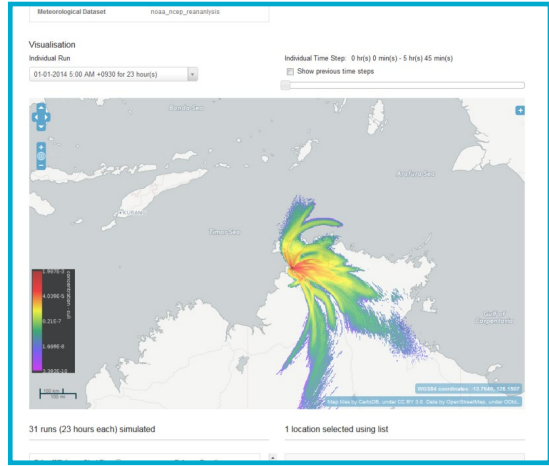 Meteorological Dataset noaa_ncep_reananlysis
Visualisation
Individual Run
Individual Time Step: 0 hr(s) 0 min(s) - 5 hr(s) 45 min(s)
01-01-2014 5:00 AM +0930 for 23 hour(s)
Show previous time steps
Banda Sea
Arafura Sea
Timor Sea
Gulf of
Carpentaria
concentration - null
100 km
100 mi
Map tiles by CartoDB, under CC BY 3.0. Data by OpenStreetMap, under ODbL.
31 runs (23 hours each) simulated
1 location selected using list